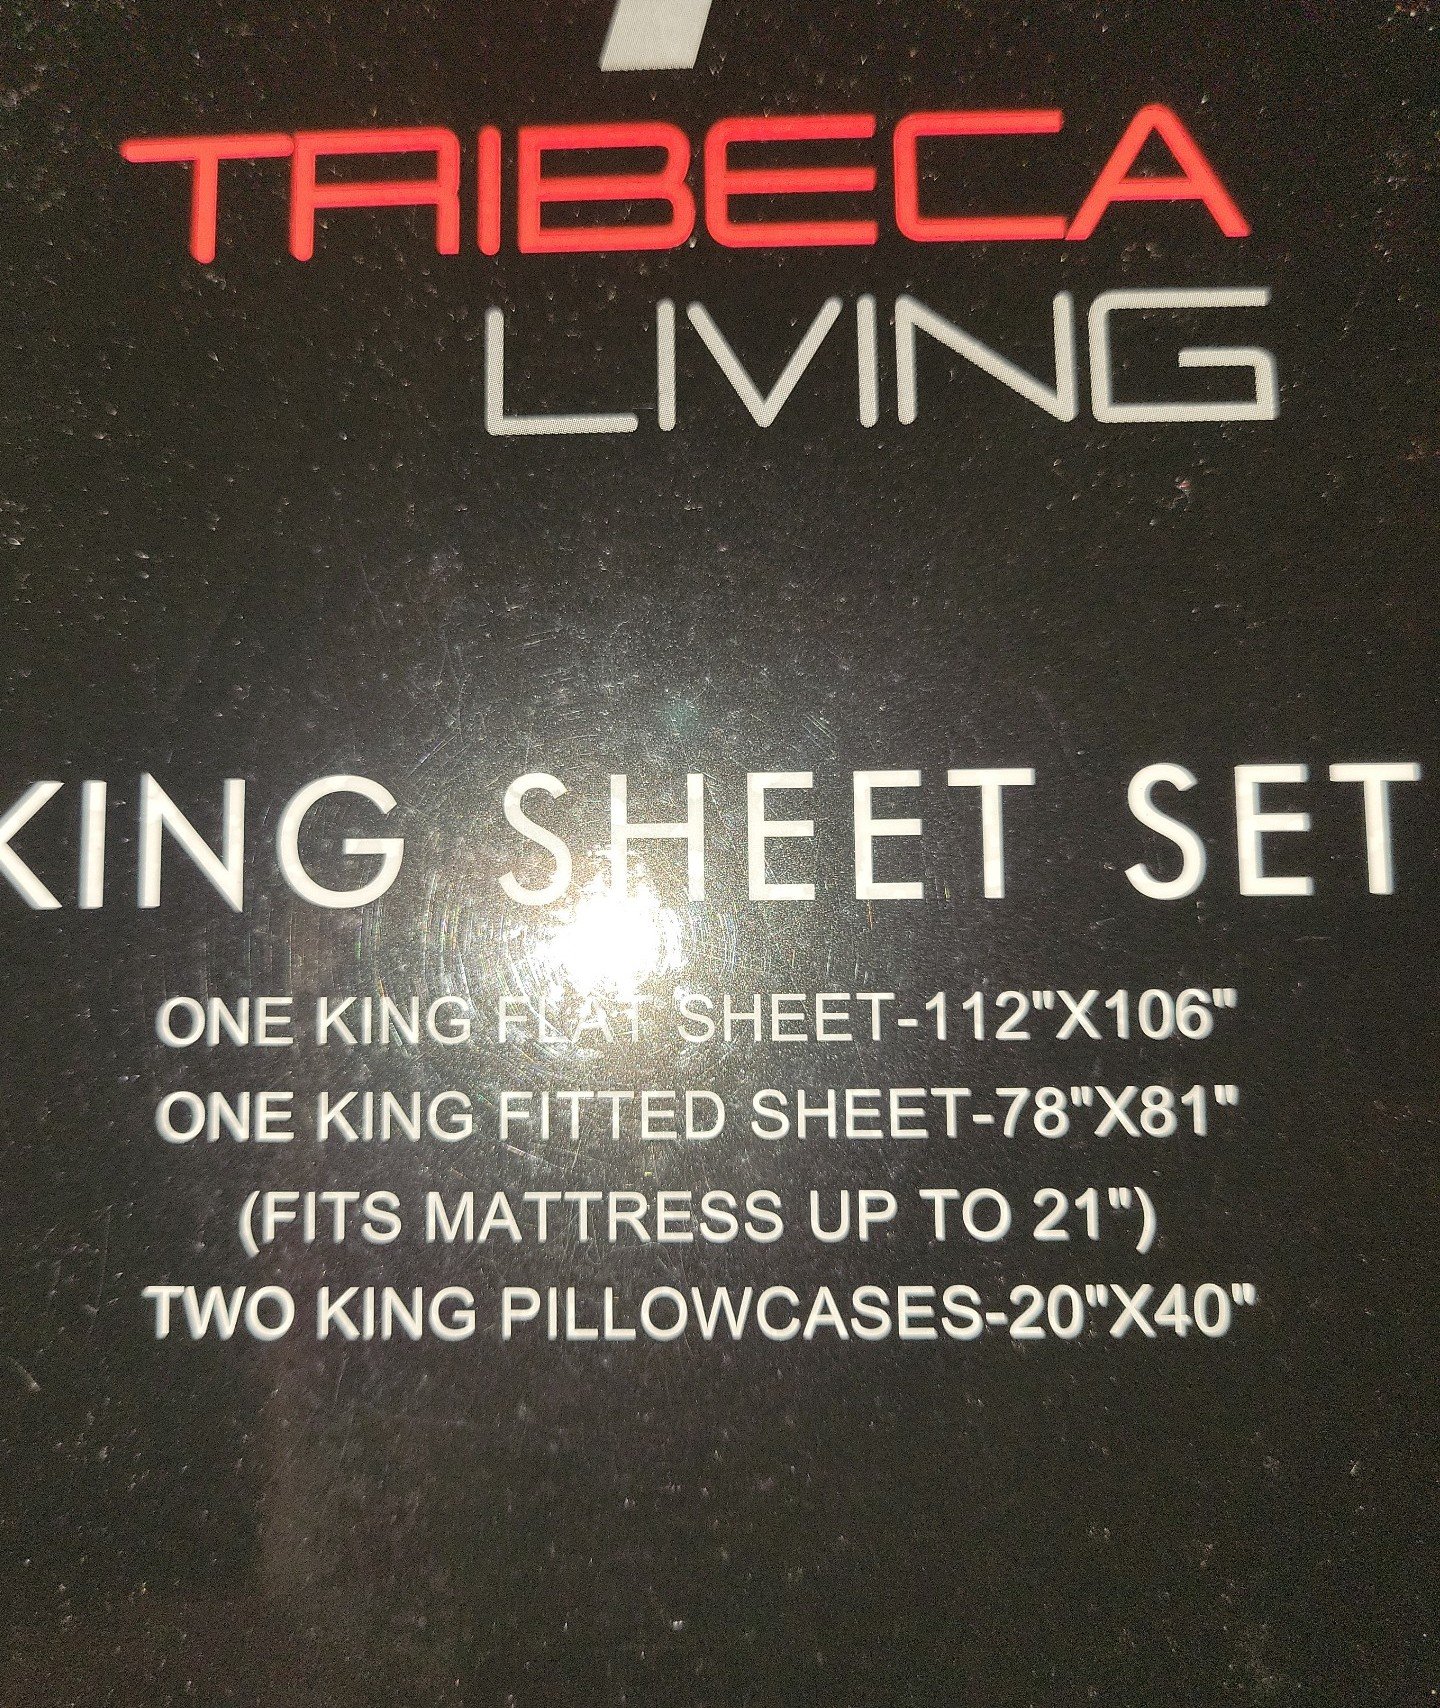 TRIBECA
LIVING
KING SHEET SET
ONE KING FLAT SHEET-112"X106"
ONE KING FITTED SHEET-78"X81"
(FITS MATTRESS UP TO 21")
TWO KING PILLOWCASES-20"X40"